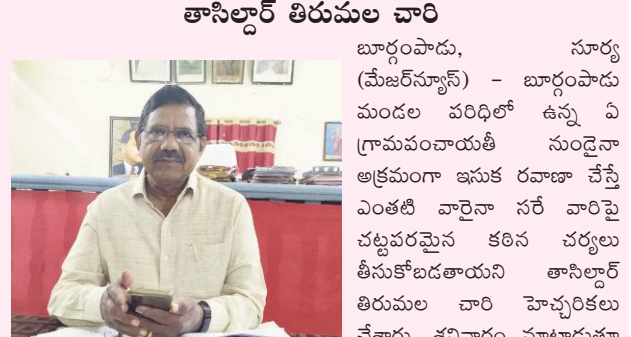 తాసిల్దార్ తిరుమల చారి
బూర్గంపాడు, సూర్య
(మేజర్‌న్యూస్) - బూర్గంపాడు
మండల పరిధిలో ఉన్న ఏ
గ్రామపంచాయతీ నుండైనా
అక్రమంగా ఇసుక రవాణా చేస్తే
ఎంతటి వారైనా సరే వారిపై
చట్టపరమైన కఠిన చర్యలు
తీసుకోబడతాయని తాసిల్దార్
తిరుమల చారి హెచ్చరికలు